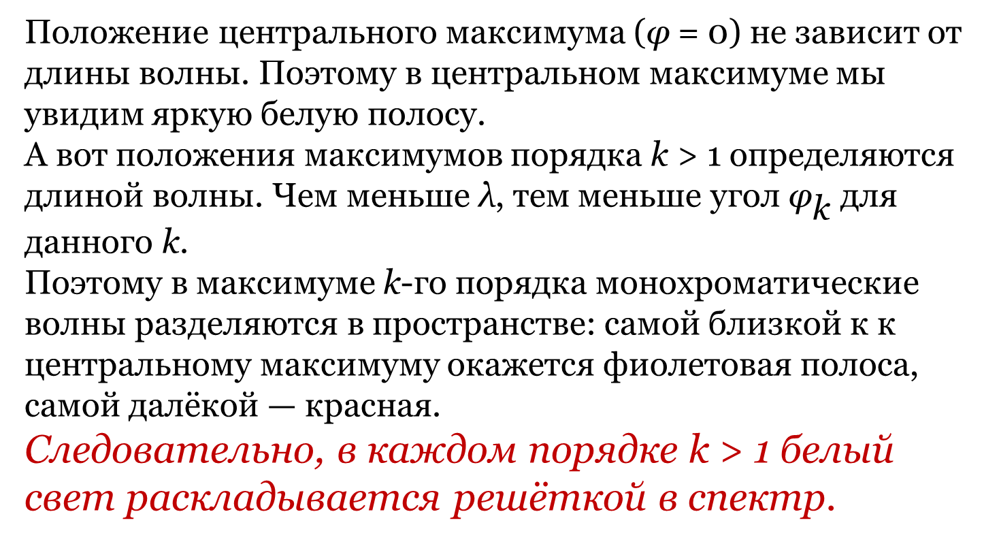 Положение центрального максимума (φ = 0) не зависит от
длины волны. Поэтому в центральном максимуме мы
увидим яркую белую полосу.
А вот положения максимумов порядка k > 1 определяются
длиной волны. Чем меньше λ, тем меньше угол φₖ для
данного k.
Поэтому в максимуме k-го порядка монохроматические
волны разделяются в пространстве: самой близкой к к
центральному максимуму окажется фиолетовая полоса,
самой далёкой — красная.
Следовательно, в каждом порядке k > 1 белый
свет раскладывается решёткой в спектр.